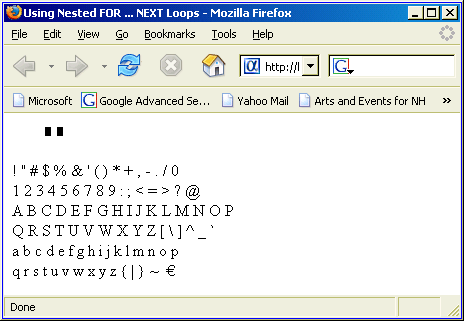 Using Nested FOR ... NEXT Loops - Mozilla Firefox
File Edit View Go Bookmarks Tools Help
http://l
Microsoft Google Advanced Se... Yahoo Mail Arts and Events for NH »
! " # $ % & ' ( ) * + , - . / 0
1 2 3 4 5 6 7 8 9 : ; < = > ? @
A B C D E F G H I J K L M N O P
Q R S T U V W X Y Z [ \ ] ^ _ `
a b c d e f g h i j k l m n o p
q r s t u v w x y z { | } ~ €
Done